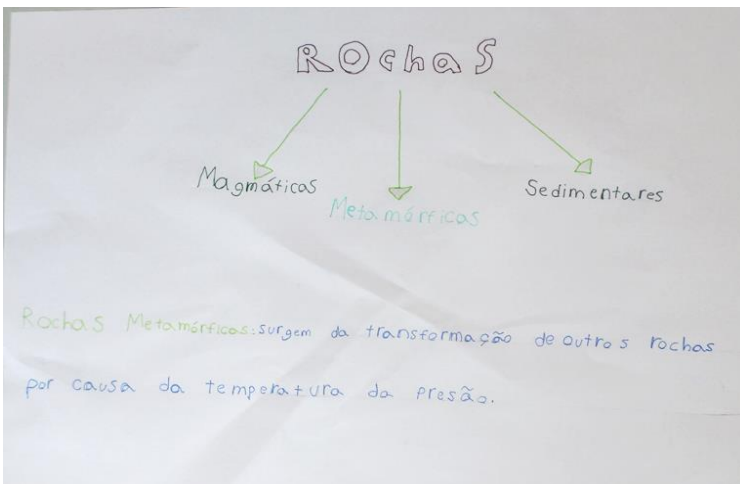 ROchaS
Magmáticas
Metamórficas
Sedimentares
Rochas Metamórficas: surgem da transformação de outros rochas
por causa da temperatura da presão.